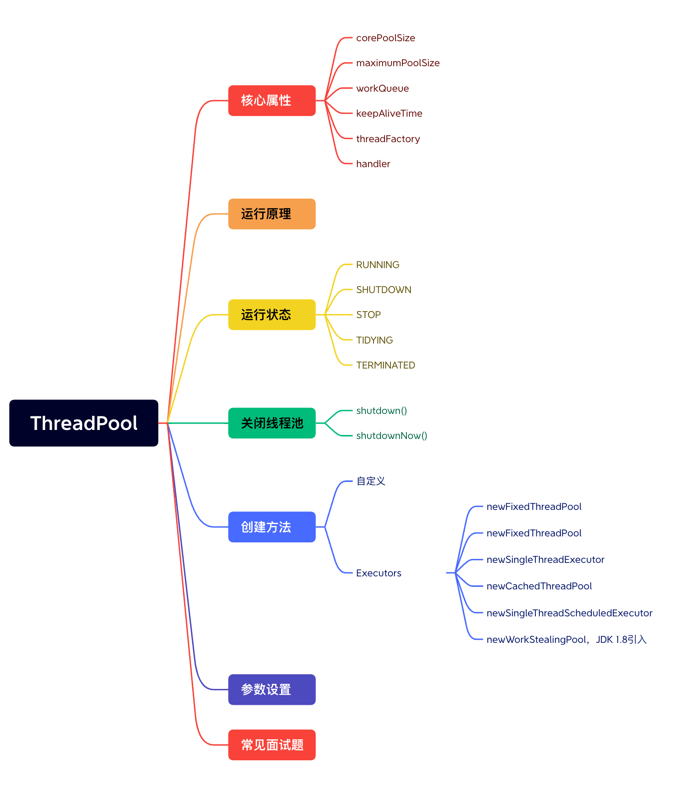 ThreadPool
核心属性
corePoolSize
maximumPoolSize
workQueue
keepAliveTime
threadFactory
handler
运行原理
运行状态
RUNNING
SHUTDOWN
STOP
TIDYING
TERMINATED
关闭线程池
shutdown()
shutdownNow()
创建方法
自定义
Executors
newFixedThreadPool
newFixedThreadPool
newSingleThreadExecutor
newCachedThreadPool
newSingleThreadScheduledExecutor
newWorkStealingPool，JDK 1.8引入
参数设置
常见面试题